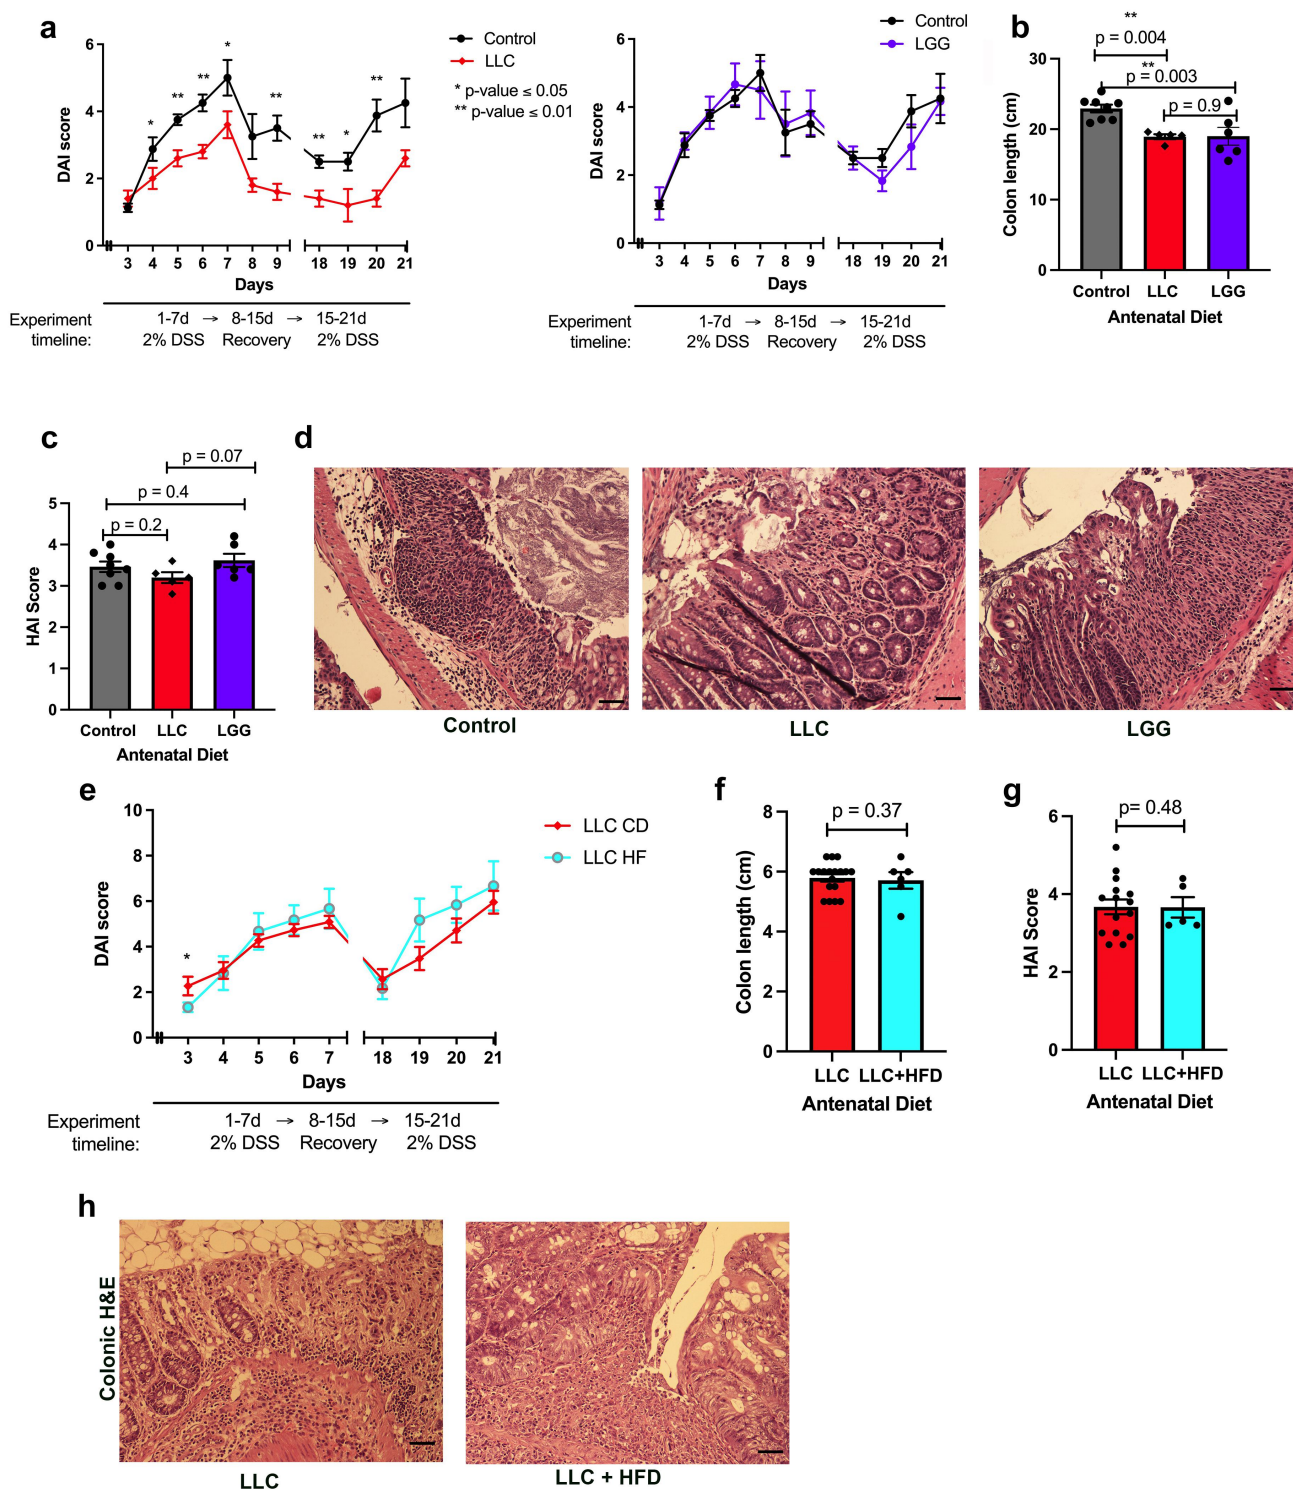 a
6
4
2
0
DAI score
*
**
**
*
**
**
*
**
3 4 5 6 7 8 9 18 19 20 21
Days
Control
LLC
* p-value ≤ 0.05
** p-value ≤ 0.01
Experiment timeline:
1-7d → 8-15d → 15-21d
2% DSS Recovery 2% DSS
6
4
2
0
DAI score
3 4 5 6 7 8 9 18 19 20 21
Days
Control
LGG
Experiment timeline:
1-7d → 8-15d → 15-21d
2% DSS Recovery 2% DSS
b
**
p = 0.004
**
p = 0.003
p = 0.9
30
20
10
0
Colon length (cm)
Control LLC LGG
Antenatal Diet
c
p = 0.07
p = 0.4
p = 0.2
5
4
3
2
1
0
HAI Score
Control LLC LGG
Antenatal Diet
d
Control
LLC
LGG
e
10
8
6
4
2
0
DAI score
*
3 4 5 6 7 18 19 20 21
Days
LLC CD
LLC HF
Experiment timeline:
1-7d → 8-15d → 15-21d
2% DSS Recovery 2% DSS
f
p = 0.37
8
6
4
2
0
Colon length (cm)
LLC LLC+HFD
Antenatal Diet
g
p= 0.48
6
4
2
0
HAI Score
LLC LLC+HFD
Antenatal Diet
h
Colonic H&E
LLC
LLC + HFD